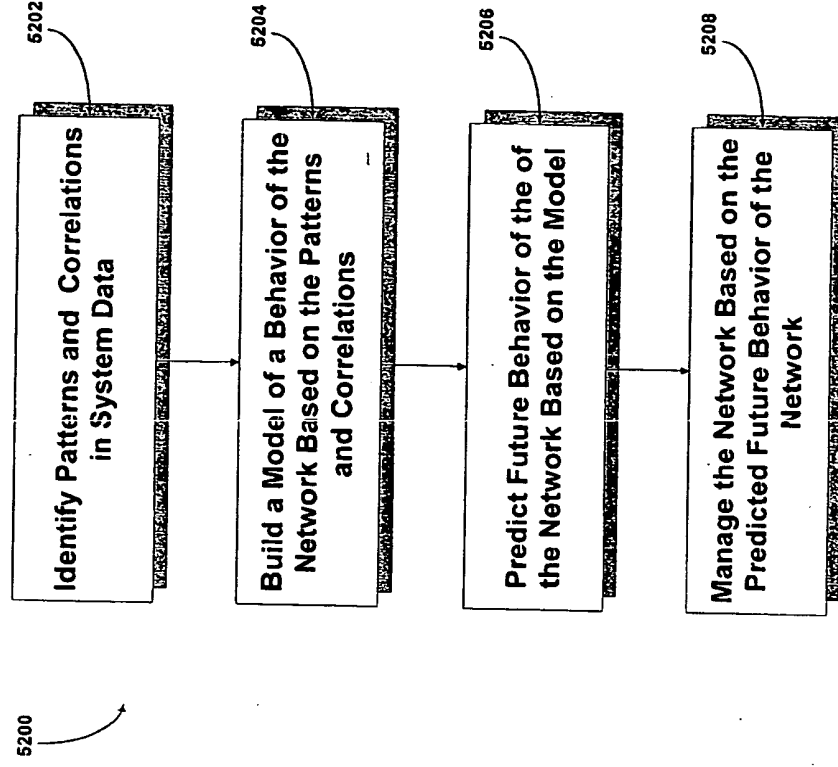 5200
5202
Identify Patterns and Correlations
in System Data
5204
Build a Model of a Behavior of the
Network Based on the Patterns
and Correlations
5206
Predict Future Behavior of the of
the Network Based on the Model
5208
Manage the Network Based on the
Predicted Future Behavior of the
Network